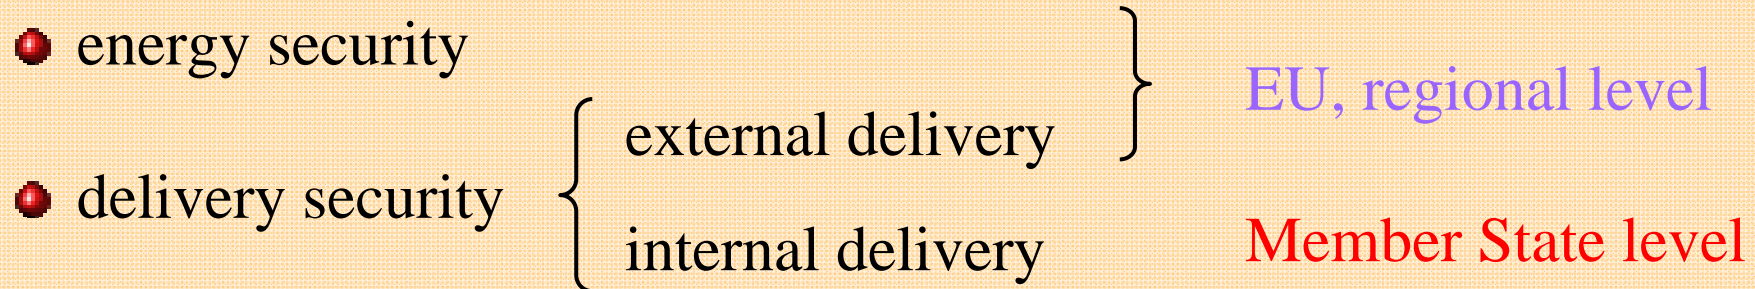 energy security
EU, regional level
external delivery
delivery security
internal delivery
Member State level